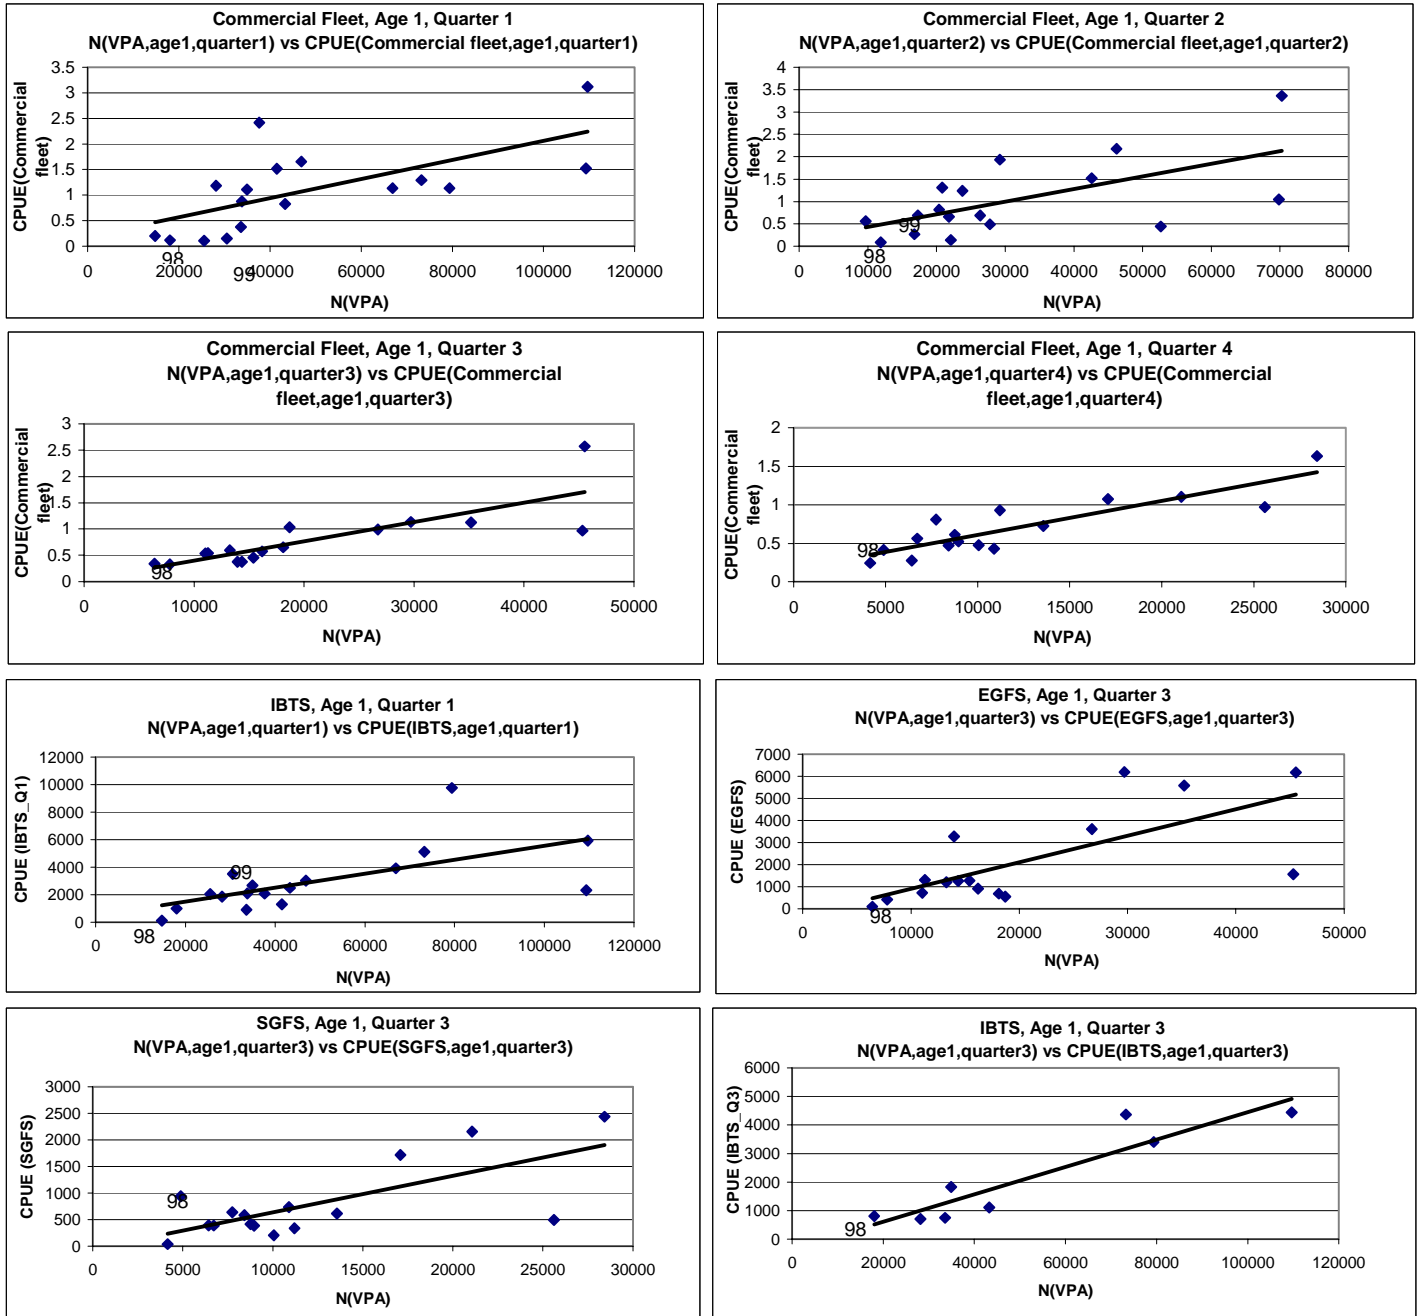 Commercial Fleet, Age 1, Quarter 1
N(VPA,age1,quarter1) vs CPUE(Commercial fleet,age1,quarter1)
CPUE(Commercial
fleet)
3.5
3
2.5
2
1.5
1
0.5
0
98
99
0 20000 40000 60000 80000 100000 120000
N(VPA)
Commercial Fleet, Age 1, Quarter 2
N(VPA,age1,quarter2) vs CPUE(Commercial fleet,age1,quarter2)
CPUE(Commercial
fleet)
4
3.5
3
2.5
2
1.5
1
0.5
0
99
98
0 10000 20000 30000 40000 50000 60000 70000 80000
N(VPA)
Commercial Fleet, Age 1, Quarter 3
N(VPA,age1,quarter3) vs CPUE(Commercial
fleet,age1,quarter3)
CPUE(Commercial
fleet)
3
2.5
2
1.5
1
0.5
0
98
0 10000 20000 30000 40000 50000
N(VPA)
Commercial Fleet, Age 1, Quarter 4
N(VPA,age1,quarter4) vs CPUE(Commercial
fleet,age1,quarter4)
CPUE(Commercial
fleet)
2
1.5
1
0.5
0
98
0 5000 10000 15000 20000 25000 30000
N(VPA)
IBTS, Age 1, Quarter 1
N(VPA,age1,quarter1) vs CPUE(IBTS,age1,quarter1)
CPUE (IBTS_Q1)
12000
10000
8000
6000
4000
2000
0
99
98
0 20000 40000 60000 80000 100000 120000
N(VPA)
EGFS, Age 1, Quarter 3
N(VPA,age1,quarter3) vs CPUE(EGFS,age1,quarter3)
CPUE (EGFS)
7000
6000
5000
4000
3000
2000
1000
0
98
0 10000 20000 30000 40000 50000
N(VPA)
SGFS, Age 1, Quarter 3
N(VPA,age1,quarter3) vs CPUE(SGFS,age1,quarter3)
CPUE (SGFS)
3000
2500
2000
1500
1000
500
0
98
0 5000 10000 15000 20000 25000 30000
N(VPA)
IBTS, Age 1, Quarter 3
N(VPA,age1,quarter3) vs CPUE(IBTS,age1,quarter3)
CPUE (IBTS_Q3)
6000
5000
4000
3000
2000
1000
0
98
0 20000 40000 60000 80000 100000 120000
N(VPA)